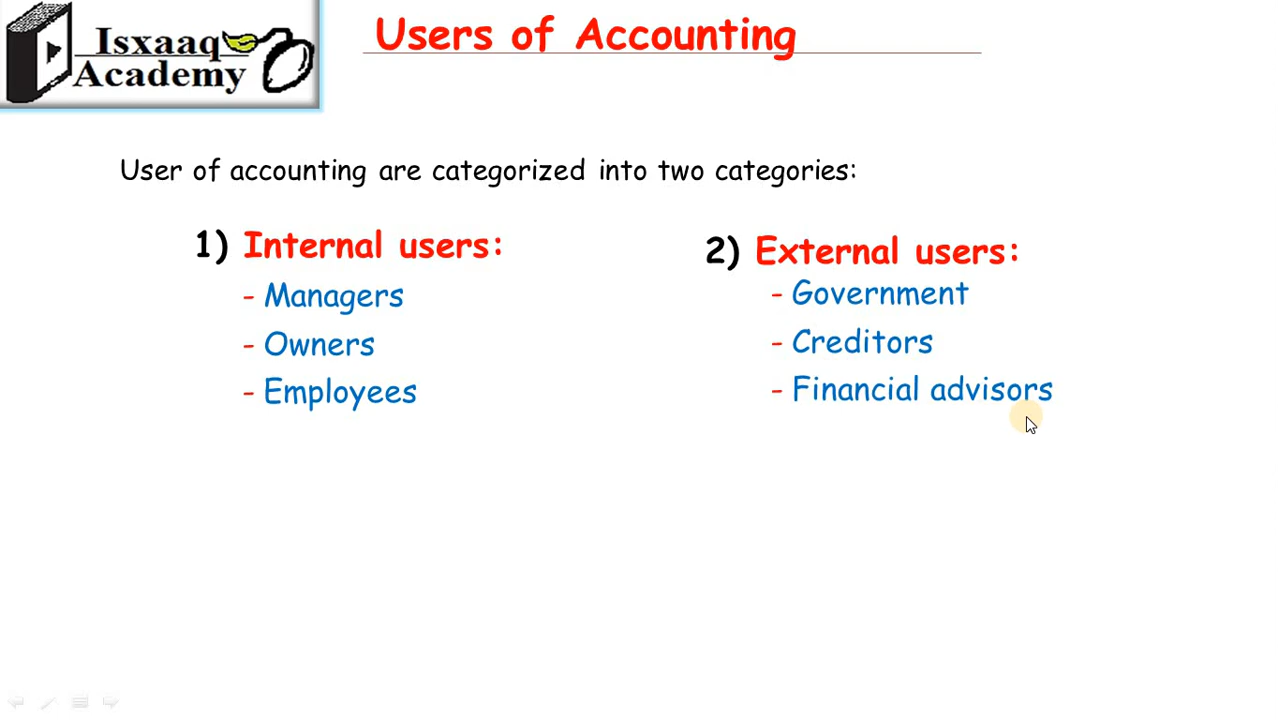 Isxaaq
Academy
Users of Accounting
User of accounting are categorized into two categories:
1) Internal users:
- Managers
- Owners
- Employees
2) External users:
- Government
- Creditors
- Financial advisors